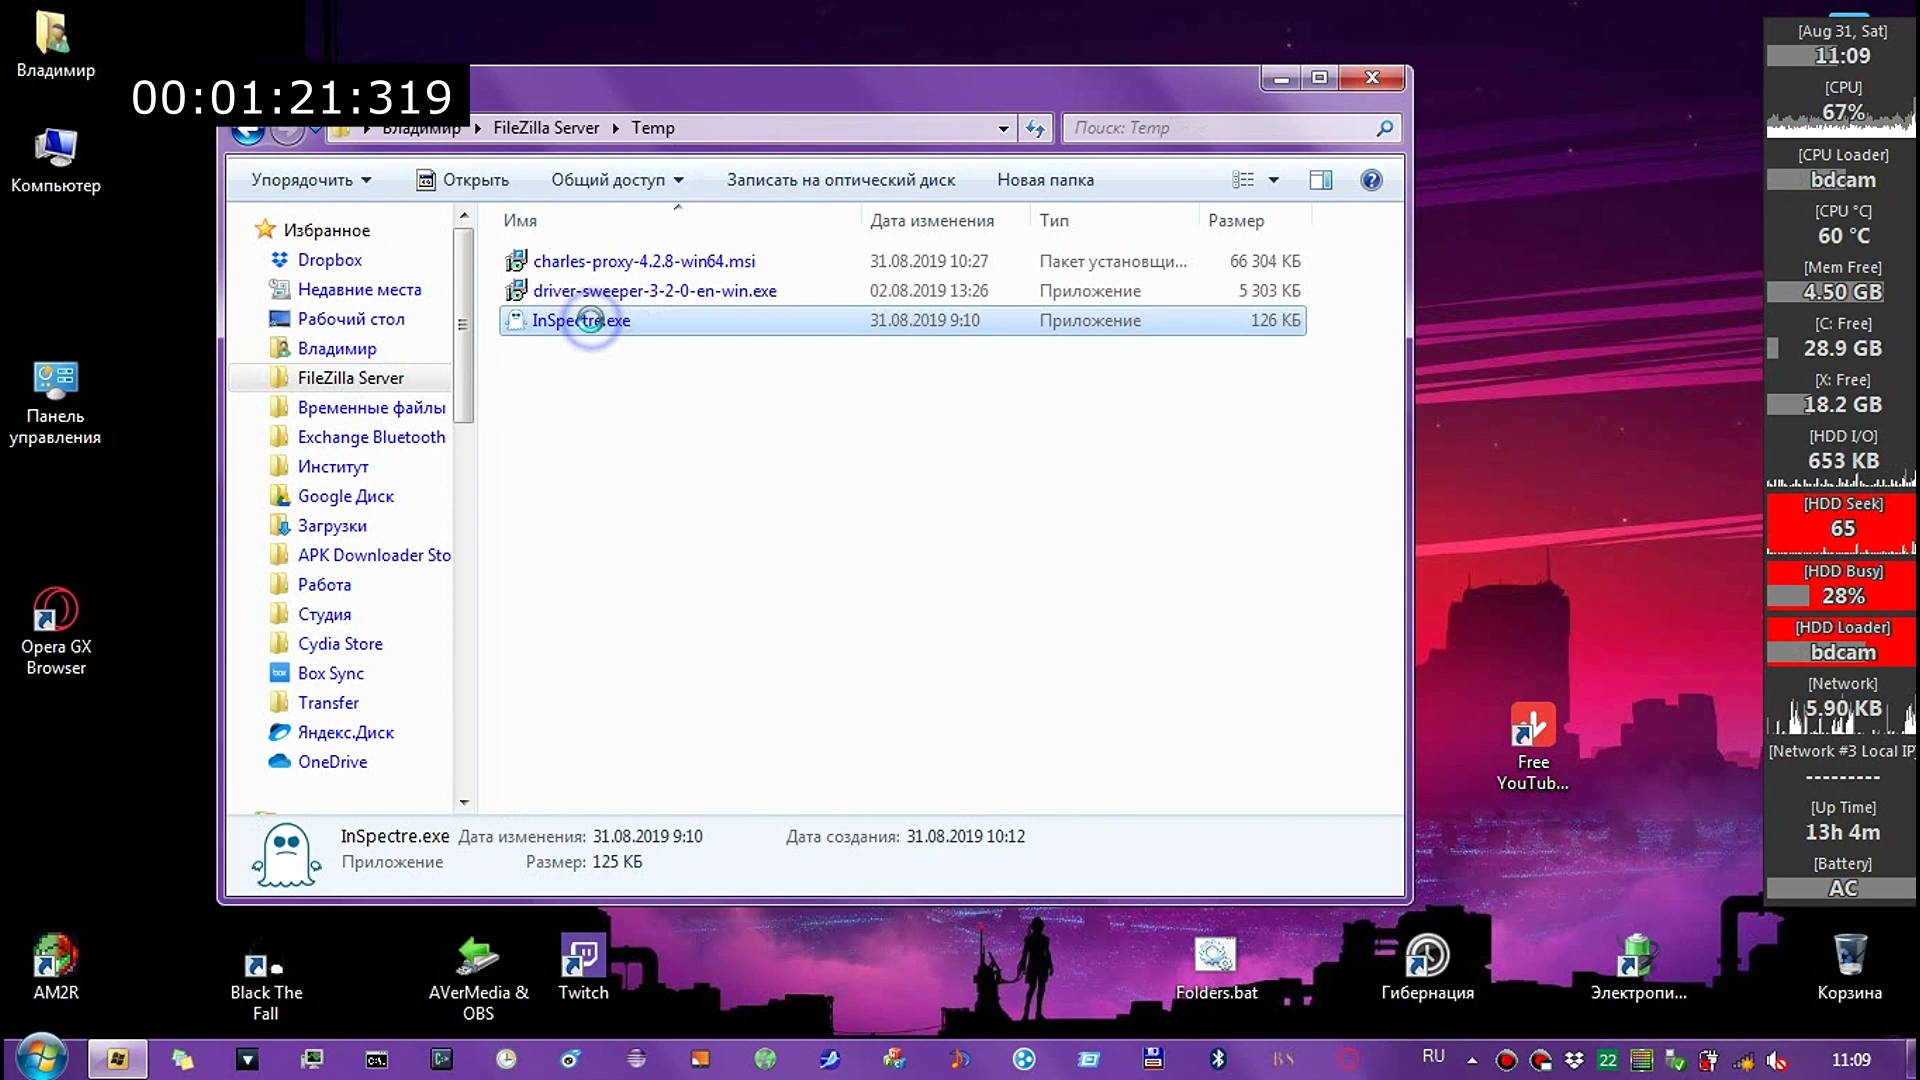 Владимир
00:01:21:319
Компьютер
Панель
управления
Opera GX
Browser
Владимир FileZilla Server Temp
Поиск: Temp
Упорядочить Открыть Общий доступ Записать на оптический диск Новая папка
Имя Дата изменения Тип Размер
charles-proxy-4.2.8-win64.msi 31.08.2019 10:27 Пакет установщи... 66 304 КБ
driver-sweeper-3-2-0-en-win.exe 02.08.2019 13:26 Приложение 5 303 КБ
InSpectre.exe 31.08.2019 9:10 Приложение 126 КБ
Избранное
Dropbox
Недавние места
Рабочий стол
Владимир
FileZilla Server
Временные файлы
Exchange Bluetooth
Институт
Google Диск
Загрузки
APK Downloader Sto
Работа
Студия
Cydia Store
box Box Sync
Transfer
Яндекс.Диск
OneDrive
InSpectre.exe Дата изменения: 31.08.2019 9:10 Дата создания: 31.08.2019 10:12
Приложение Размер: 125 КБ
[Aug 31, Sat]
11:09
[CPU]
67%
[CPU Loader]
bdcam
[CPU °C]
60 °C
[Mem Free]
4.50 GB
[C: Free]
28.9 GB
[X: Free]
18.2 GB
[HDD I/O]
653 KB
[HDD Seek]
65
[HDD Busy]
28%
[HDD Loader]
bdcam
[Network]
5.90 KB
[Network #3 Local IP
---------
[Up Time]
13h 4m
[Battery]
AC
Free
YouTub...
AM2R
Black The
Fall
AVerMedia &
OBS
Twitch
Folders.bat
Гибернация
Электропи...
Корзина
C:\.
BS
RU
22
11:09